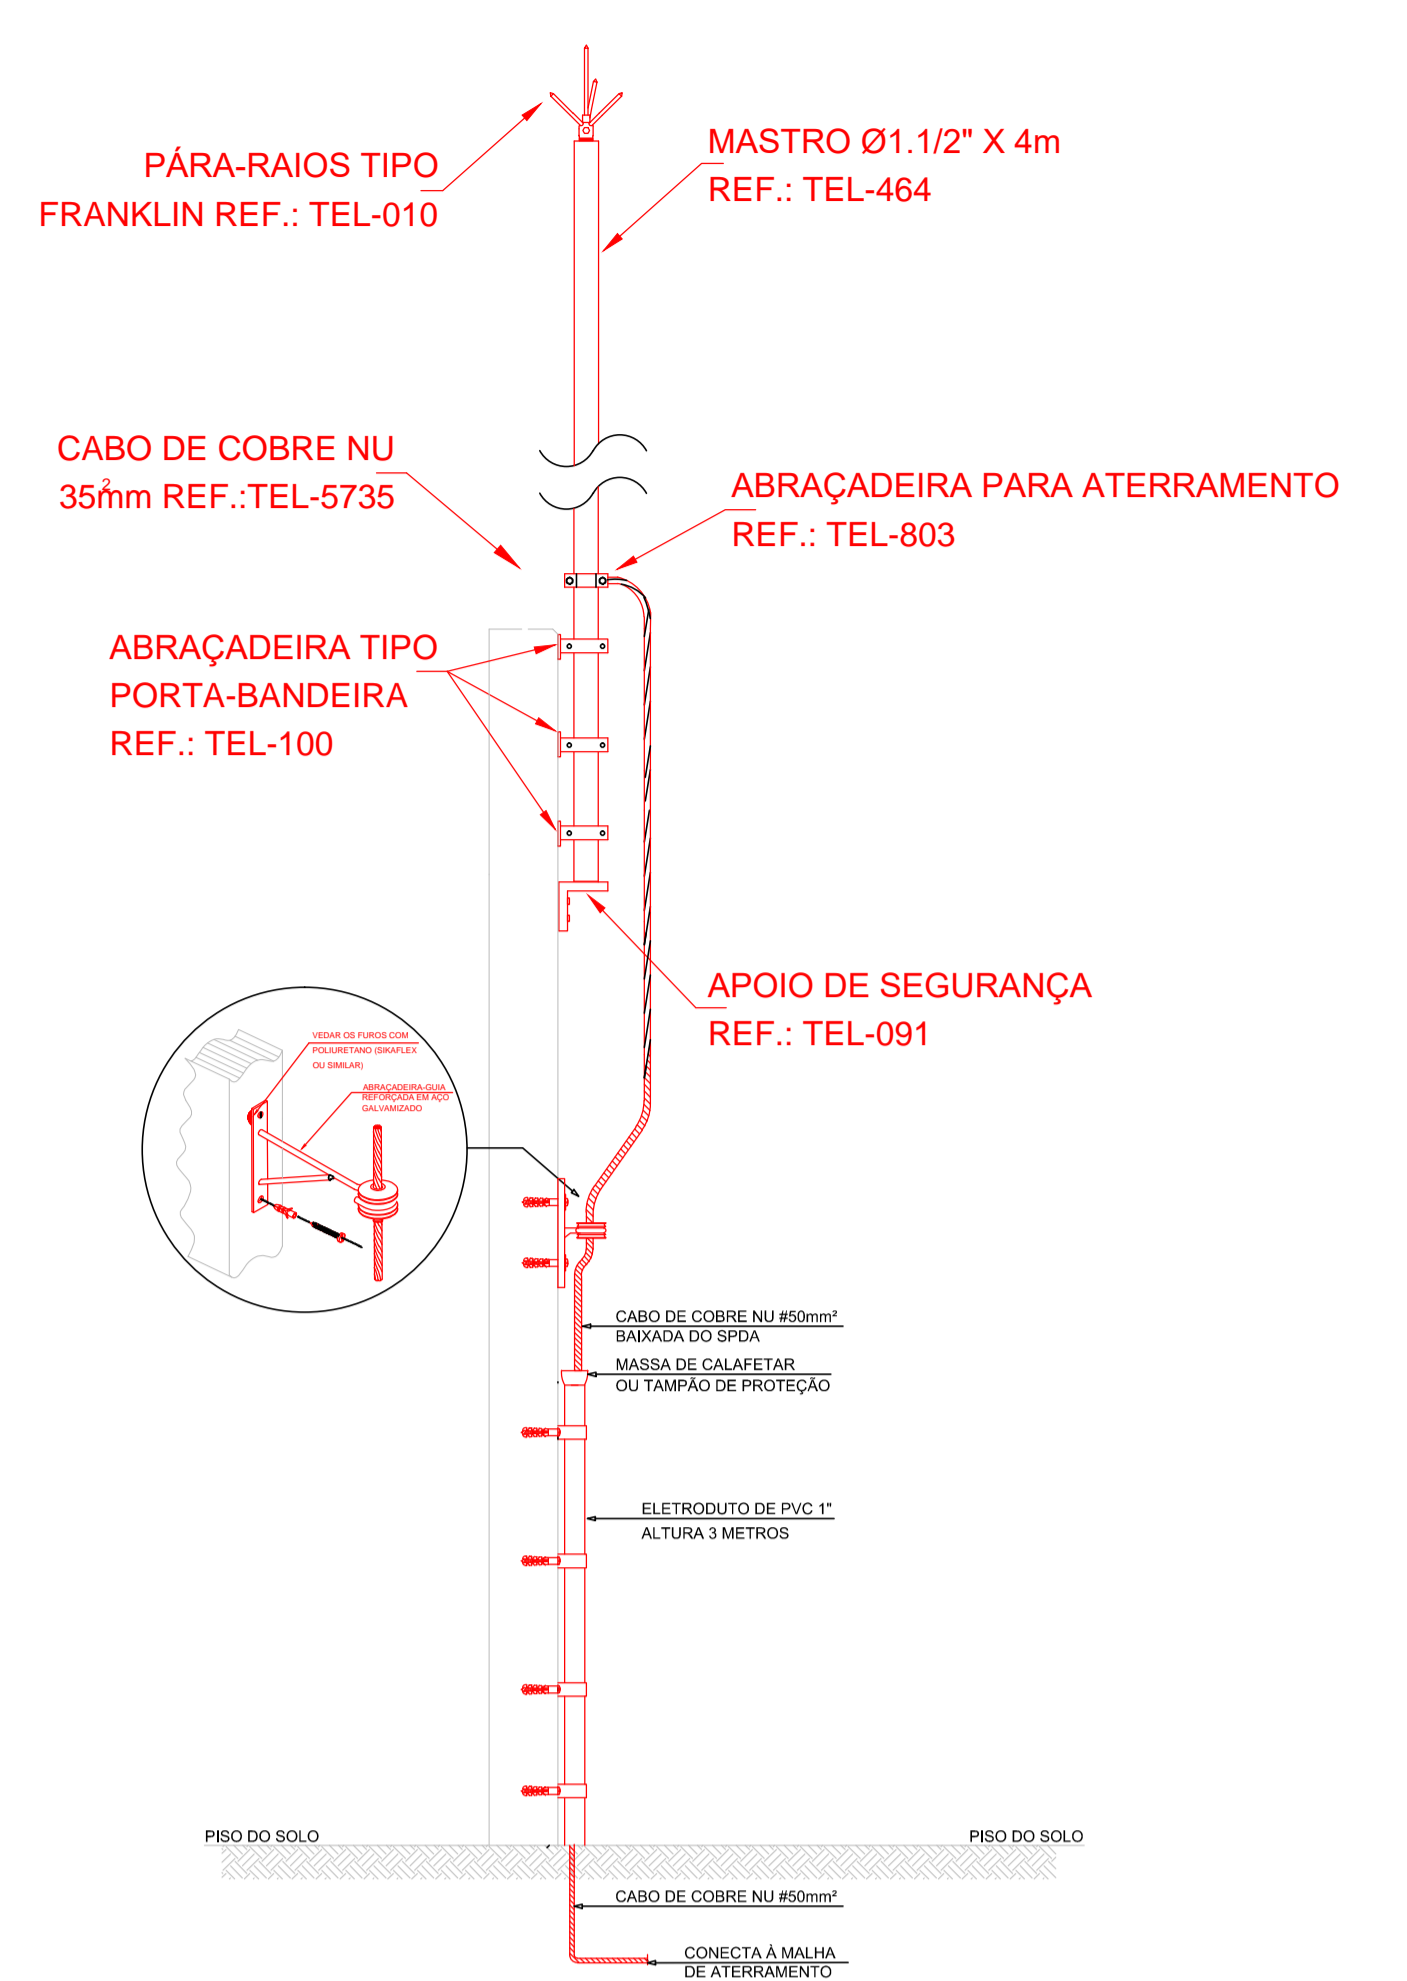 PÁRA-RAIOS TIPO
FRANKLIN REF.: TEL-010
MASTRO Ø1.1/2" X 4m
REF.: TEL-464
CABO DE COBRE NU
35mm² REF.:TEL-5735
ABRAÇADEIRA PARA ATERRAMENTO
REF.: TEL-803
ABRAÇADEIRA TIPO
PORTA-BANDEIRA
REF.: TEL-100
APOIO DE SEGURANÇA
REF.: TEL-091
VEDAR OS FUROS COM
POLIURETANO (SIKAFLEX
OU SIMILAR)
ABRAÇADEIRA-GUIA
REFORÇADA EM AÇO
GALVAMIZADO
CABO DE COBRE NU #50mm²
BAIXADA DO SPDA
MASSA DE CALAFETAR
OU TAMPÃO DE PROTEÇÃO
ELETRODUTO DE PVC 1"
ALTURA 3 METROS
PISO DO SOLO
PISO DO SOLO
CABO DE COBRE NU #50mm²
CONECTA À MALHA
DE ATERRAMENTO